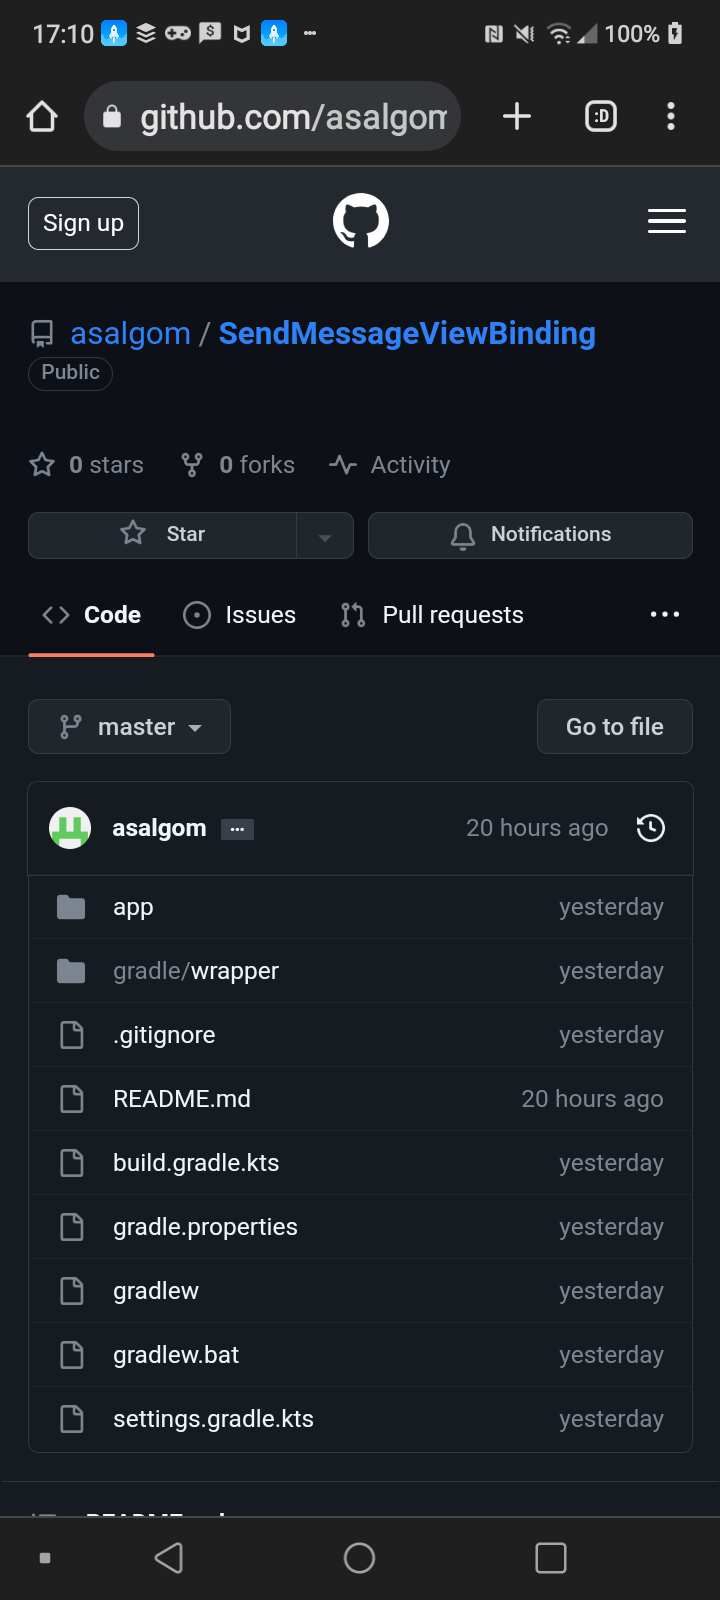 17:10 100%
github.com/asalgom
Sign up
asalgom / SendMessageViewBinding
Public
0 stars 0 forks Activity
Star Notifications
Code Issues Pull requests
master Go to file
asalgom 20 hours ago
app yesterday
gradle/wrapper yesterday
.gitignore yesterday
README.md 20 hours ago
build.gradle.kts yesterday
gradle.properties yesterday
gradlew yesterday
gradlew.bat yesterday
settings.gradle.kts yesterday